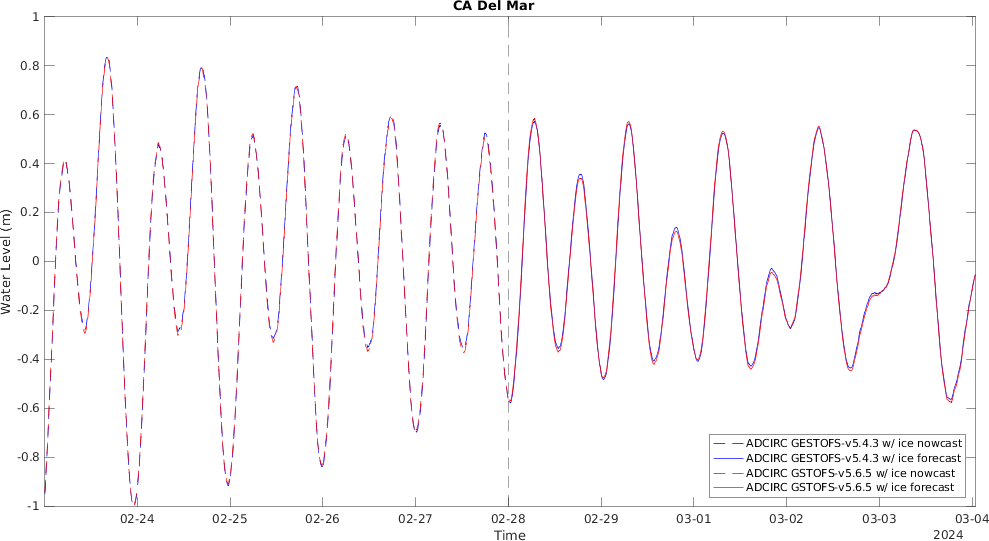 CA Del Mar
1
0.8
0.6
0.4
0.2
0
-0.2
-0.4
-0.6
-0.8
-1
Water Level (m)
02-24 02-25 02-26 02-27 02-28 02-29 03-01 03-02 03-03 03-04
Time
2024
ADCIRC GESTOFS-v5.4.3 w/ ice nowcast
ADCIRC GESTOFS-v5.4.3 w/ ice forecast
ADCIRC GSTOFS-v5.6.5 w/ ice nowcast
ADCIRC GSTOFS-v5.6.5 w/ ice forecast